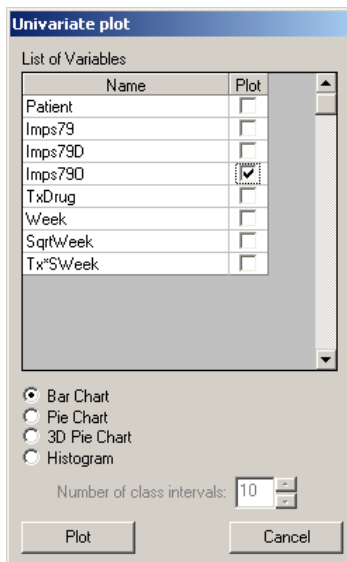 Univariate plot
List of Variables
Name Plot
Patient
Imps79
Imps79D
Imps79O
TxDrug
Week
SqrtWeek
Tx*SWeek
Bar Chart
Pie Chart
3D Pie Chart
Histogram
Number of class intervals: 10
Plot Cancel